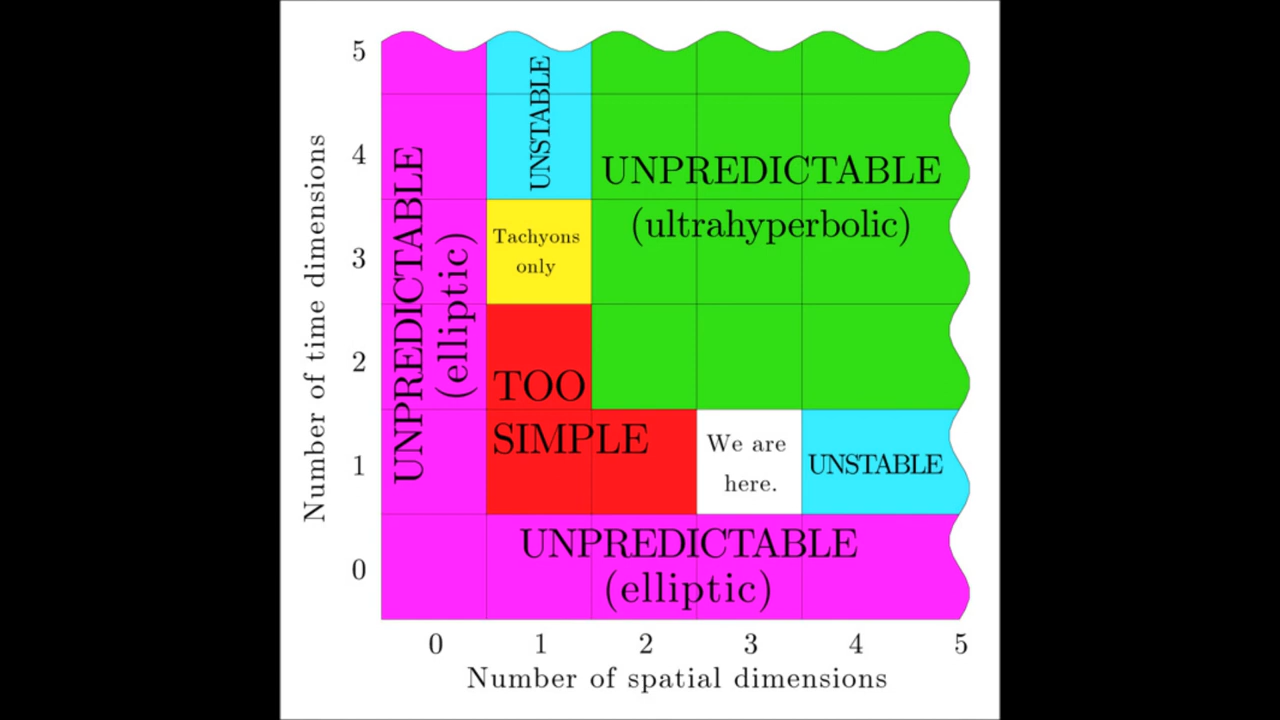 5
4
3
2
1
0
Number of time dimensions
UNPREDICTABLE
(elliptic)
UNSTABLE
Tachyons
only
TOO
SIMPLE
UNPREDICTABLE
(ultrahyperbolic)
We are
here.
UNSTABLE
UNPREDICTABLE
(elliptic)
0 1 2 3 4 5
Number of spatial dimensions